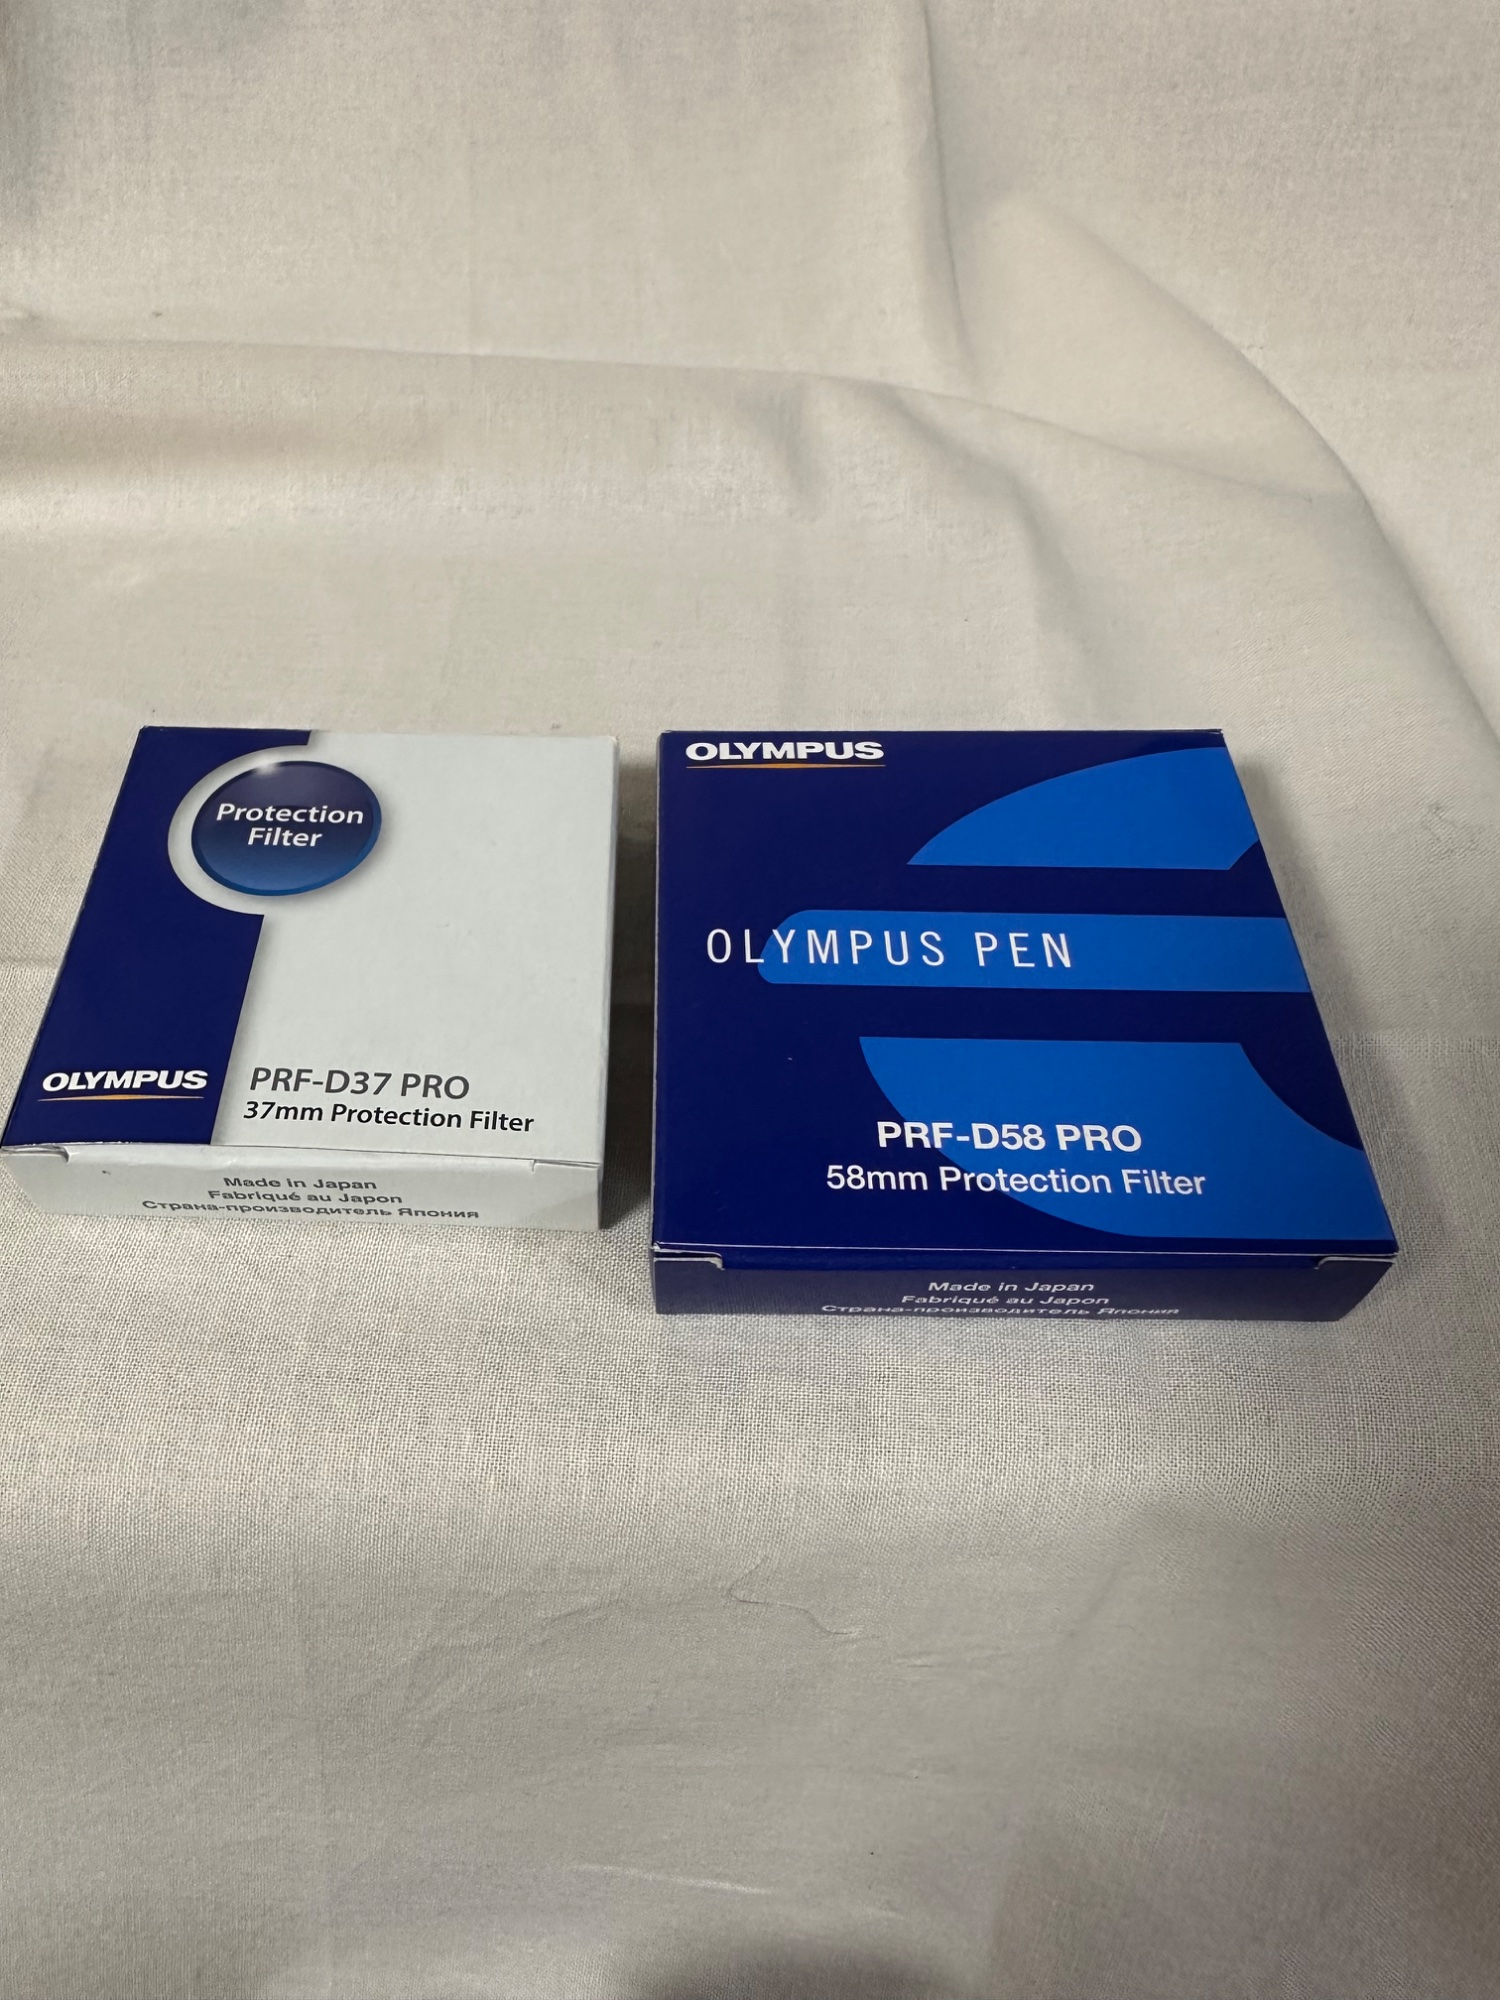 Protection
Filter
OLYMPUS
PRF-D37 PRO
37mm Protection Filter
Made in Japan
Fabriqué au Japon
Страна-производитель Япония
OLYMPUS
OLYMPUS PEN
PRF-D58 PRO
58mm Protection Filter
Made in Japan
Fabriqué au Japon
Страна-производитель Япония